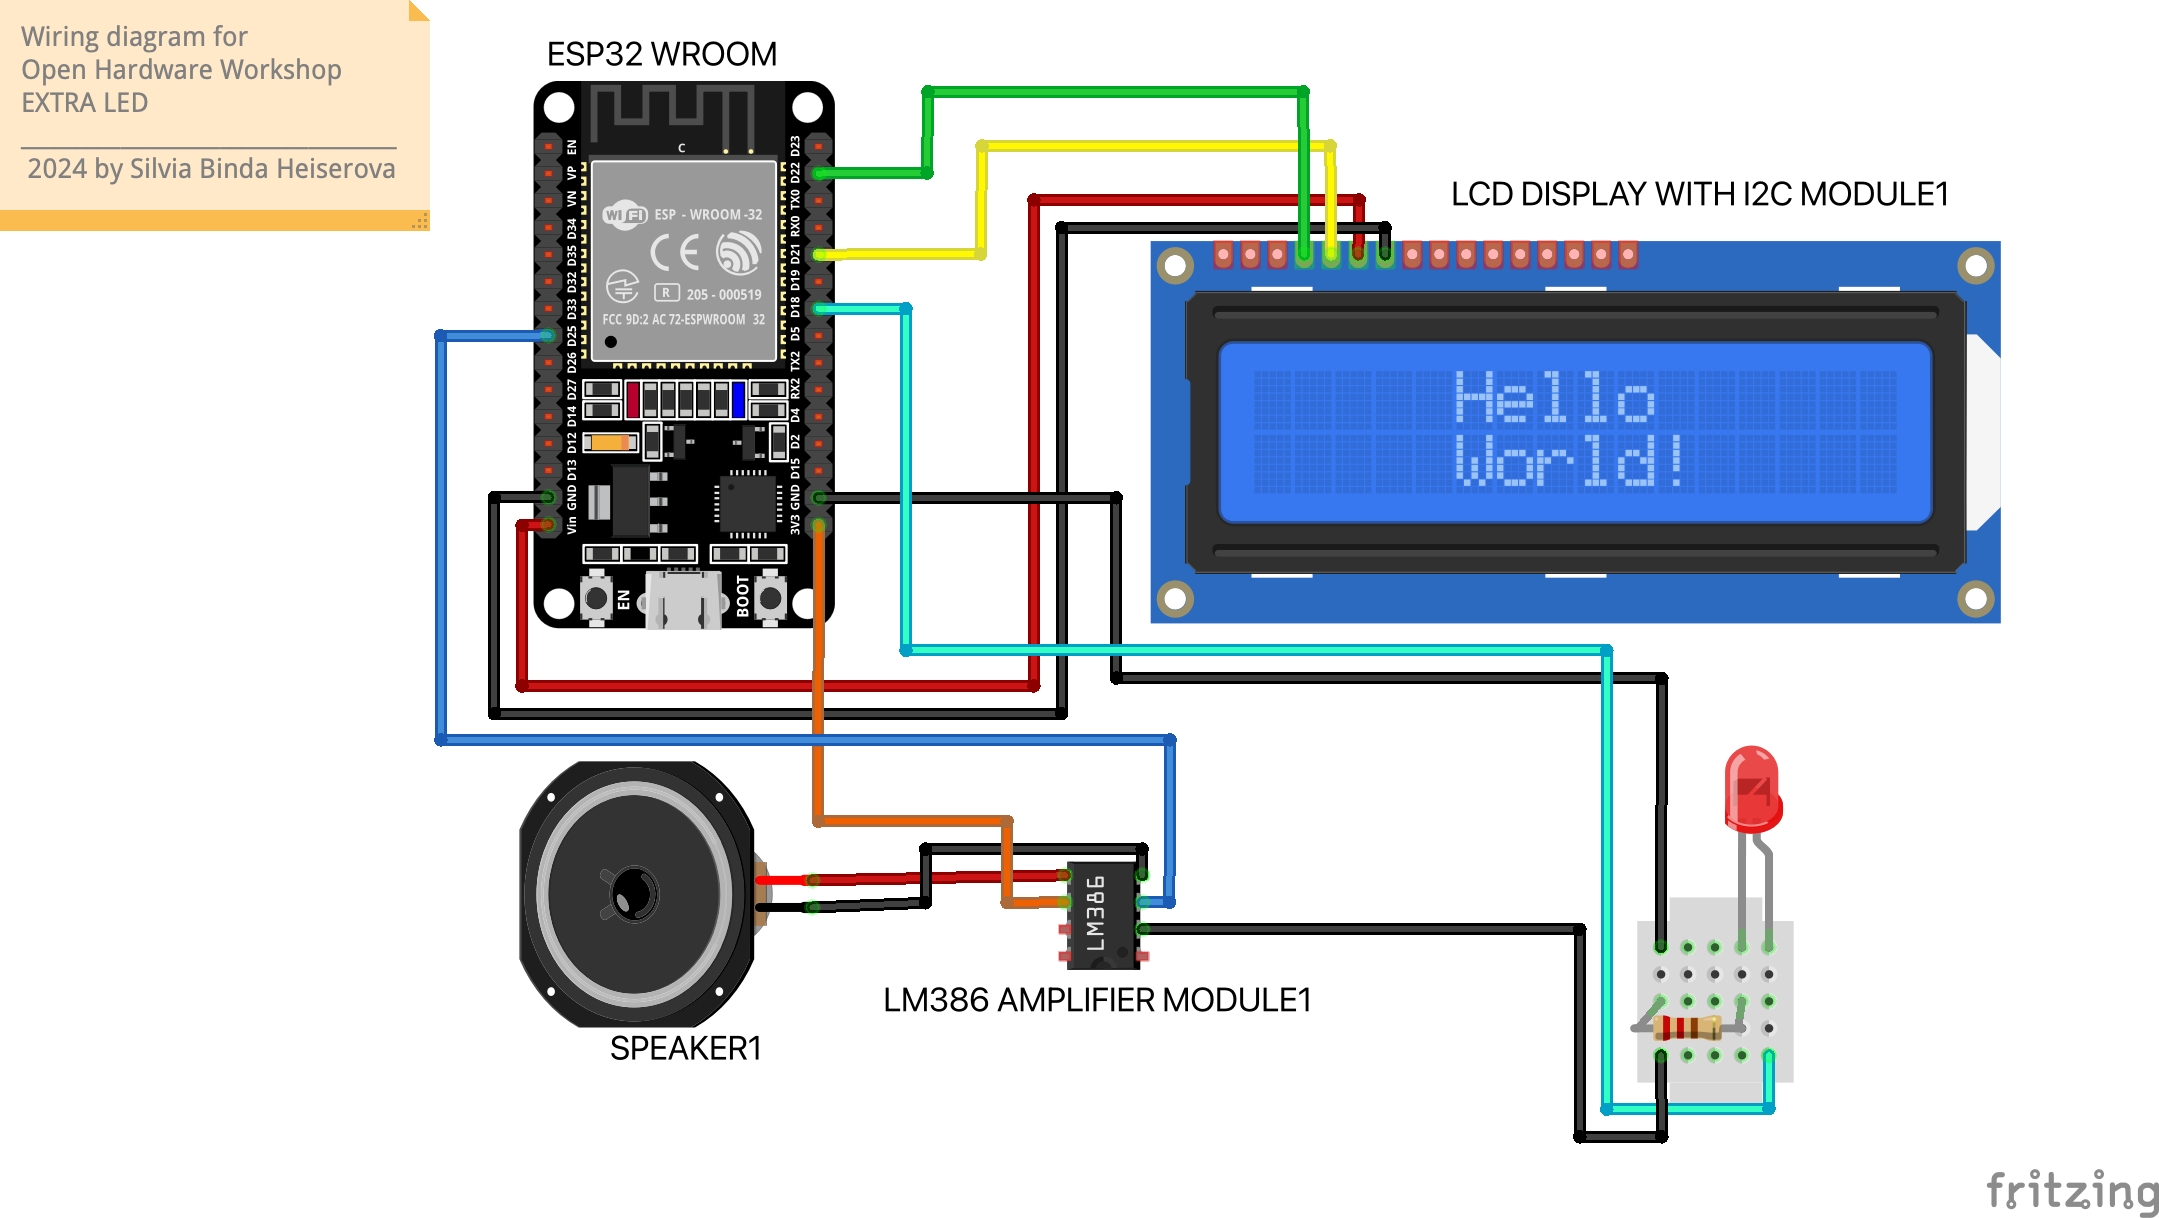 Wiring diagram for
Open Hardware Workshop
EXTRA LED
2024 by Silvia Binda Heiserova
ESP32 WROOM
C
EN
VP
VN
D34
D35
D32
D33
D25
D26
D27
D14
D12
D13
GND
Vin
D23
D22
TX0
RX0
D21
D19
D18
D5
TX2
RX2
D4
D2
D15
GND
3V3
WiFi ESP - WROOM -32
CE
R 205 - 000519
FCC 9D:2 AC 72-ESPWROOM 32
EN
BOOT
LCD DISPLAY WITH I2C MODULE1
Hello
World!
LM386
LM386 AMPLIFIER MODULE1
SPEAKER1
fritzing